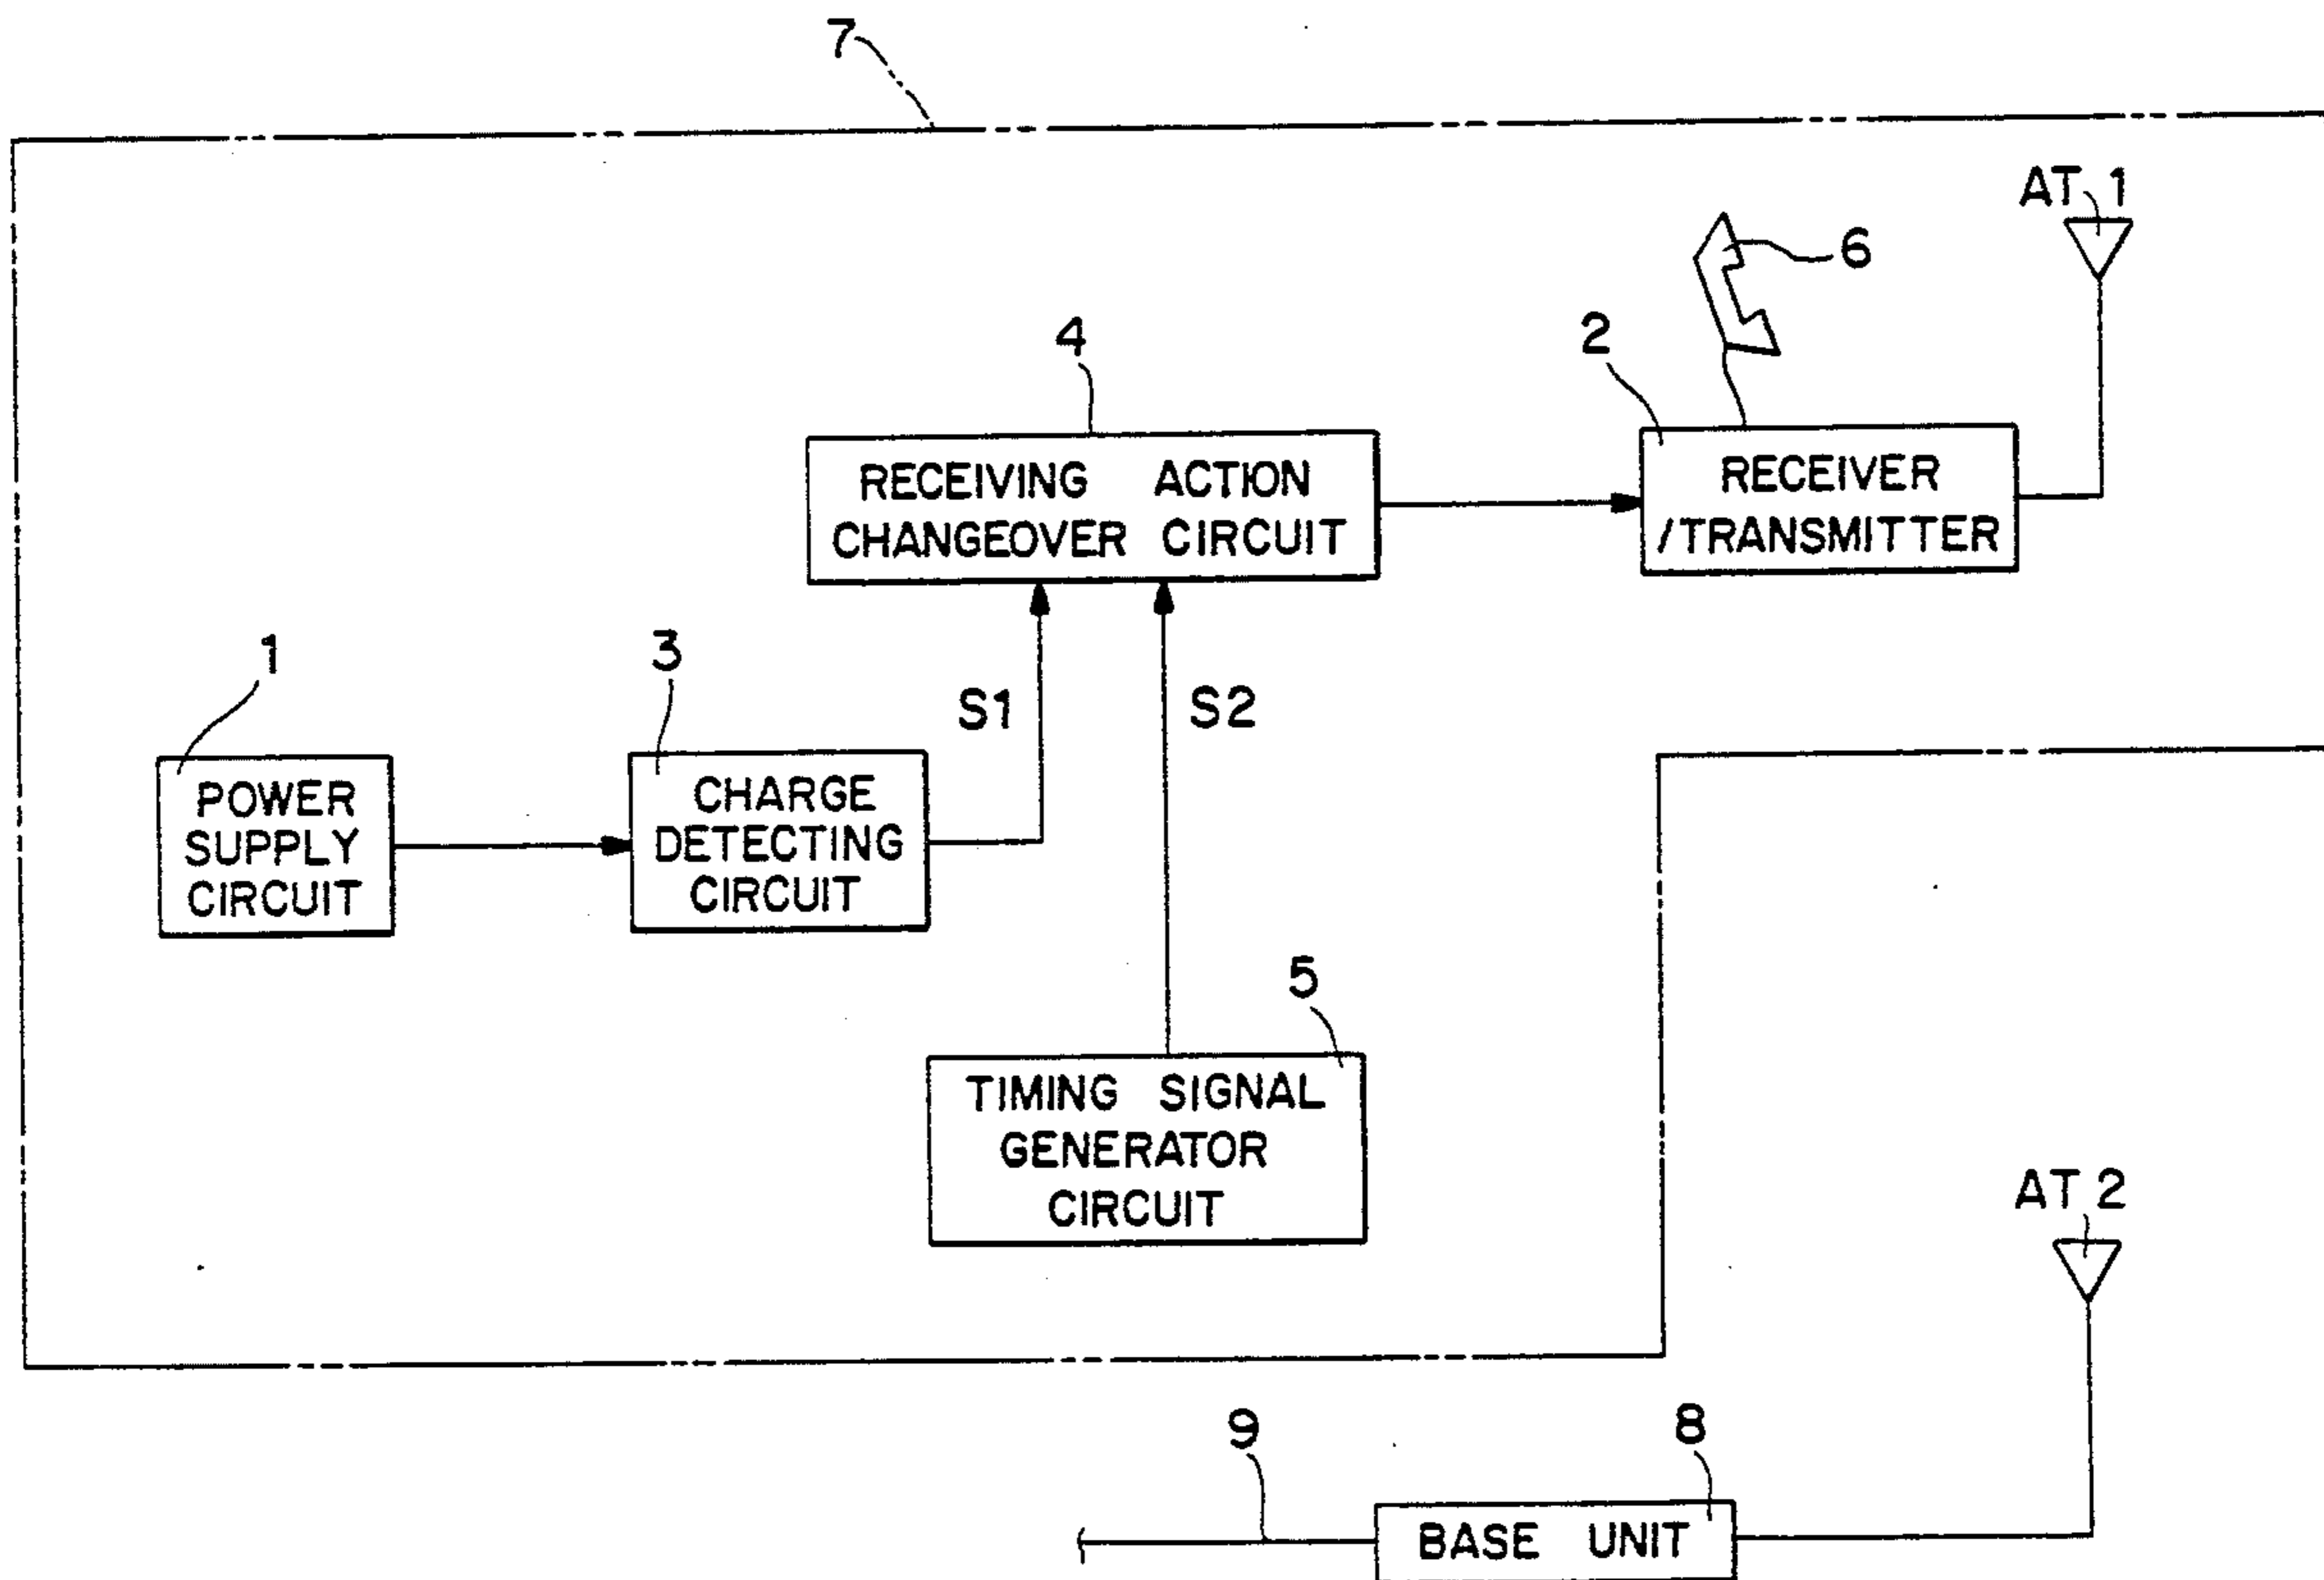 7
AT 1
6
2
4
RECEIVING ACTION
CHANGEOVER CIRCUIT
RECEIVER
/TRANSMITTER
1
3
S1
S2
POWER
SUPPLY
CIRCUIT
CHARGE
DETECTING
CIRCUIT
5
TIMING SIGNAL
GENERATOR
CIRCUIT
AT 2
9
8
BASE UNIT